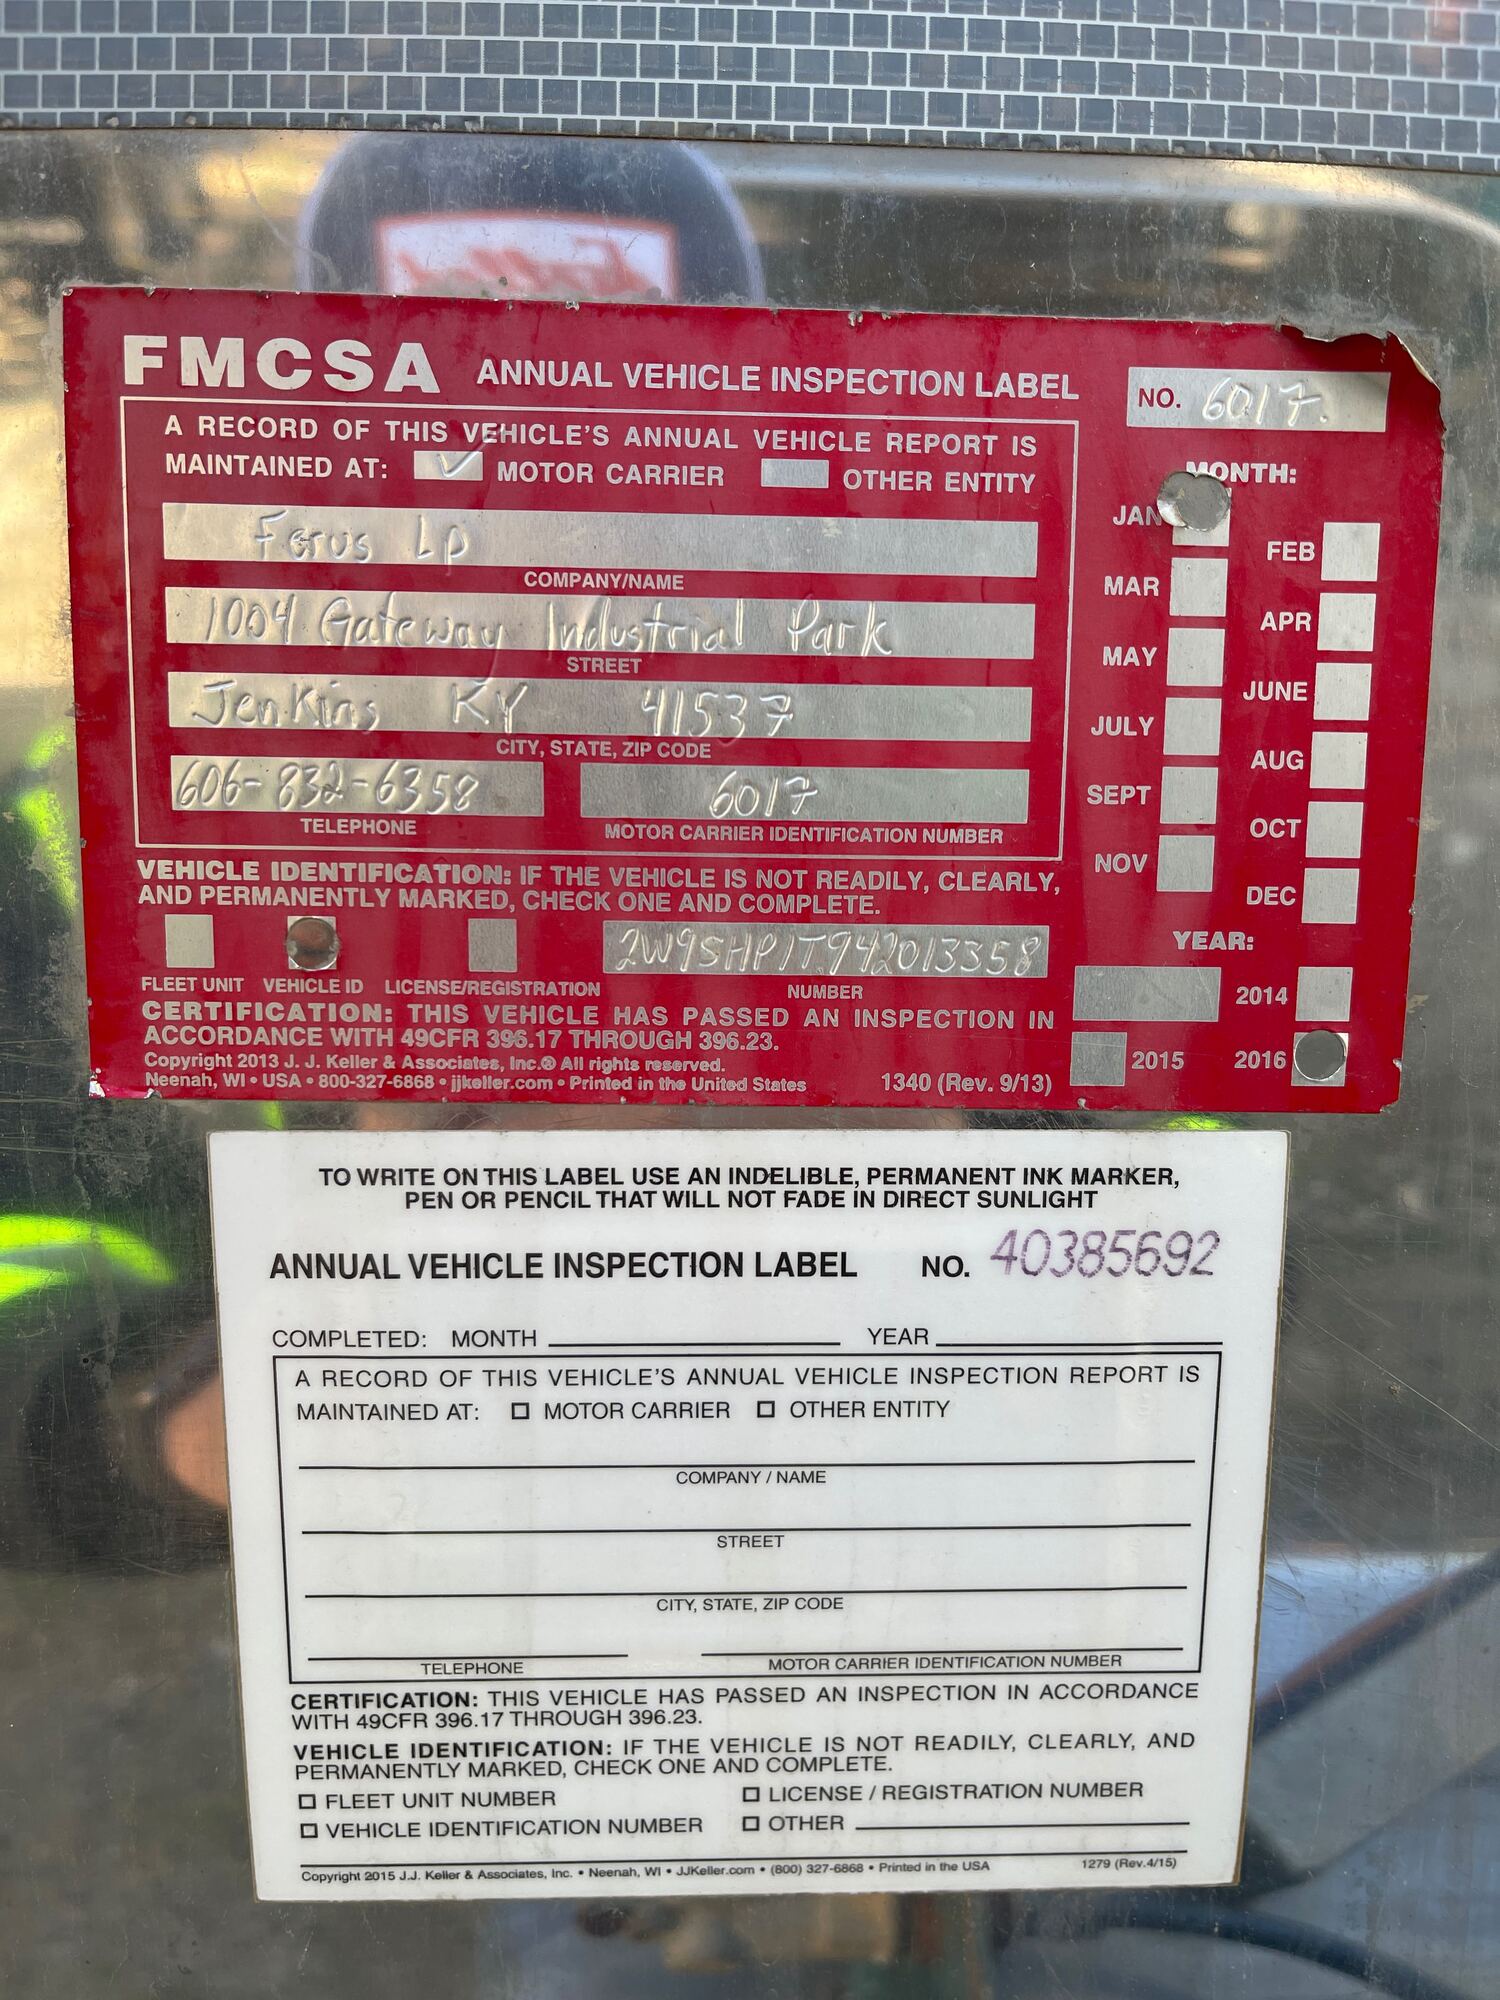 FMCSA ANNUAL VEHICLE INSPECTION LABEL
NO. 6017.
A RECORD OF THIS VEHICLE'S ANNUAL VEHICLE REPORT IS
MAINTAINED AT: MOTOR CARRIER OTHER ENTITY
Ferus Lp
COMPANY/NAME
1004 Gateway Industrial Park
STREET
Jenkins KY 41537
CITY, STATE, ZIP CODE
606-832-6358 6017
TELEPHONE MOTOR CARRIER IDENTIFICATION NUMBER
MONTH:
JAN
FEB
MAR
APR
MAY
JUNE
JULY
AUG
SEPT
OCT
NOV
DEC
VEHICLE IDENTIFICATION: IF THE VEHICLE IS NOT READILY, CLEARLY,
AND PERMANENTLY MARKED, CHECK ONE AND COMPLETE.
2W9SHP1T942013358
FLEET UNIT VEHICLE ID LICENSE/REGISTRATION NUMBER
YEAR:
2014
2015 2016
CERTIFICATION: THIS VEHICLE HAS PASSED AN INSPECTION IN
ACCORDANCE WITH 49CFR 396.17 THROUGH 396.23.
Copyright 2013 J. J. Keller & Associates, Inc.® All rights reserved.
Neenah, WI • USA • 800-327-6868 • jjkeller.com • Printed in the United States 1340 (Rev. 9/13)
TO WRITE ON THIS LABEL USE AN INDELIBLE, PERMANENT INK MARKER,
PEN OR PENCIL THAT WILL NOT FADE IN DIRECT SUNLIGHT
ANNUAL VEHICLE INSPECTION LABEL NO. 40385692
COMPLETED: MONTH YEAR
A RECORD OF THIS VEHICLE'S ANNUAL VEHICLE INSPECTION REPORT IS
MAINTAINED AT: MOTOR CARRIER OTHER ENTITY
COMPANY / NAME
STREET
CITY, STATE, ZIP CODE
TELEPHONE MOTOR CARRIER IDENTIFICATION NUMBER
CERTIFICATION: THIS VEHICLE HAS PASSED AN INSPECTION IN ACCORDANCE
WITH 49CFR 396.17 THROUGH 396.23.
VEHICLE IDENTIFICATION: IF THE VEHICLE IS NOT READILY, CLEARLY, AND
PERMANENTLY MARKED, CHECK ONE AND COMPLETE.
FLEET UNIT NUMBER LICENSE / REGISTRATION NUMBER
VEHICLE IDENTIFICATION NUMBER OTHER
Copyright 2015 J.J. Keller & Associates, Inc. • Neenah, WI • JJKeller.com • (800) 327-6868 • Printed in the USA 1279 (Rev.4/15)